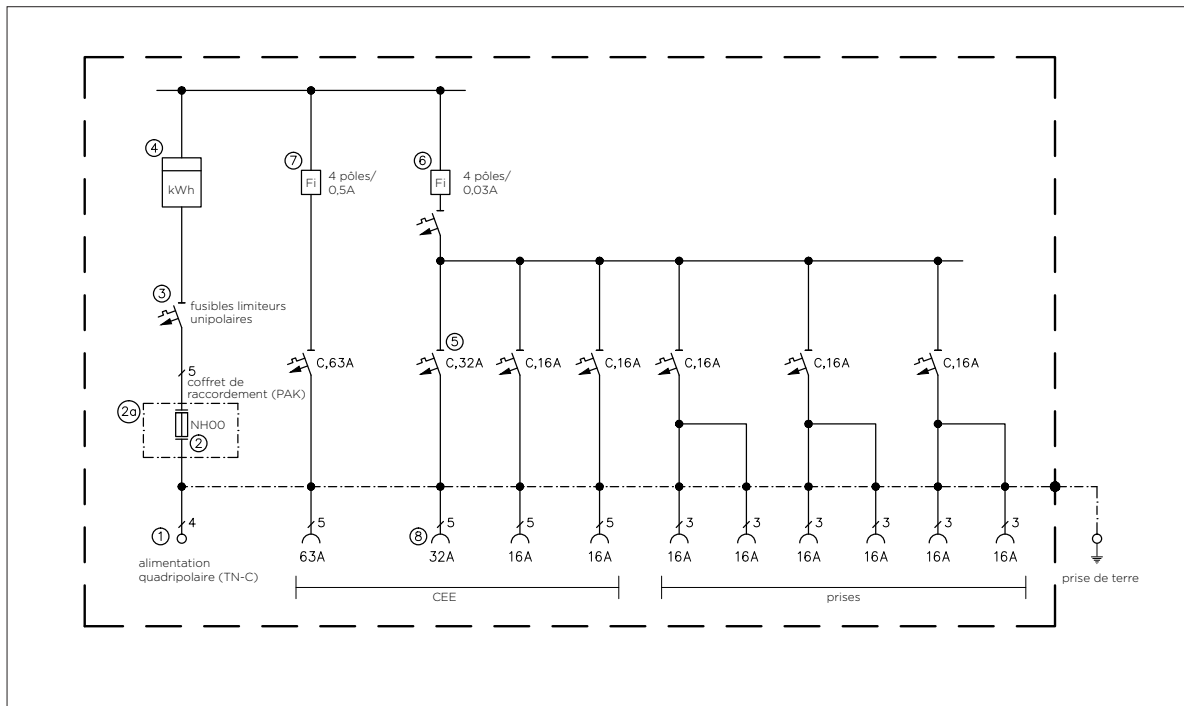 4
kWh
7
Fi
4 pôles/
0,5A
6
Fi
4 pôles/
0,03A
3
fusibles limiteurs
unipolaires
5
C,63A
C,32A
C,16A
C,16A
C,16A
C,16A
C,16A
5
coffret de
raccordement (PAK)
2a
NH00
2
1
4
5
8
5
5
5
3
3
3
3
3
3
63A
32A
16A
16A
16A
16A
16A
16A
16A
16A
alimentation
quadripolaire (TN-C)
CEE
prises
prise de terre